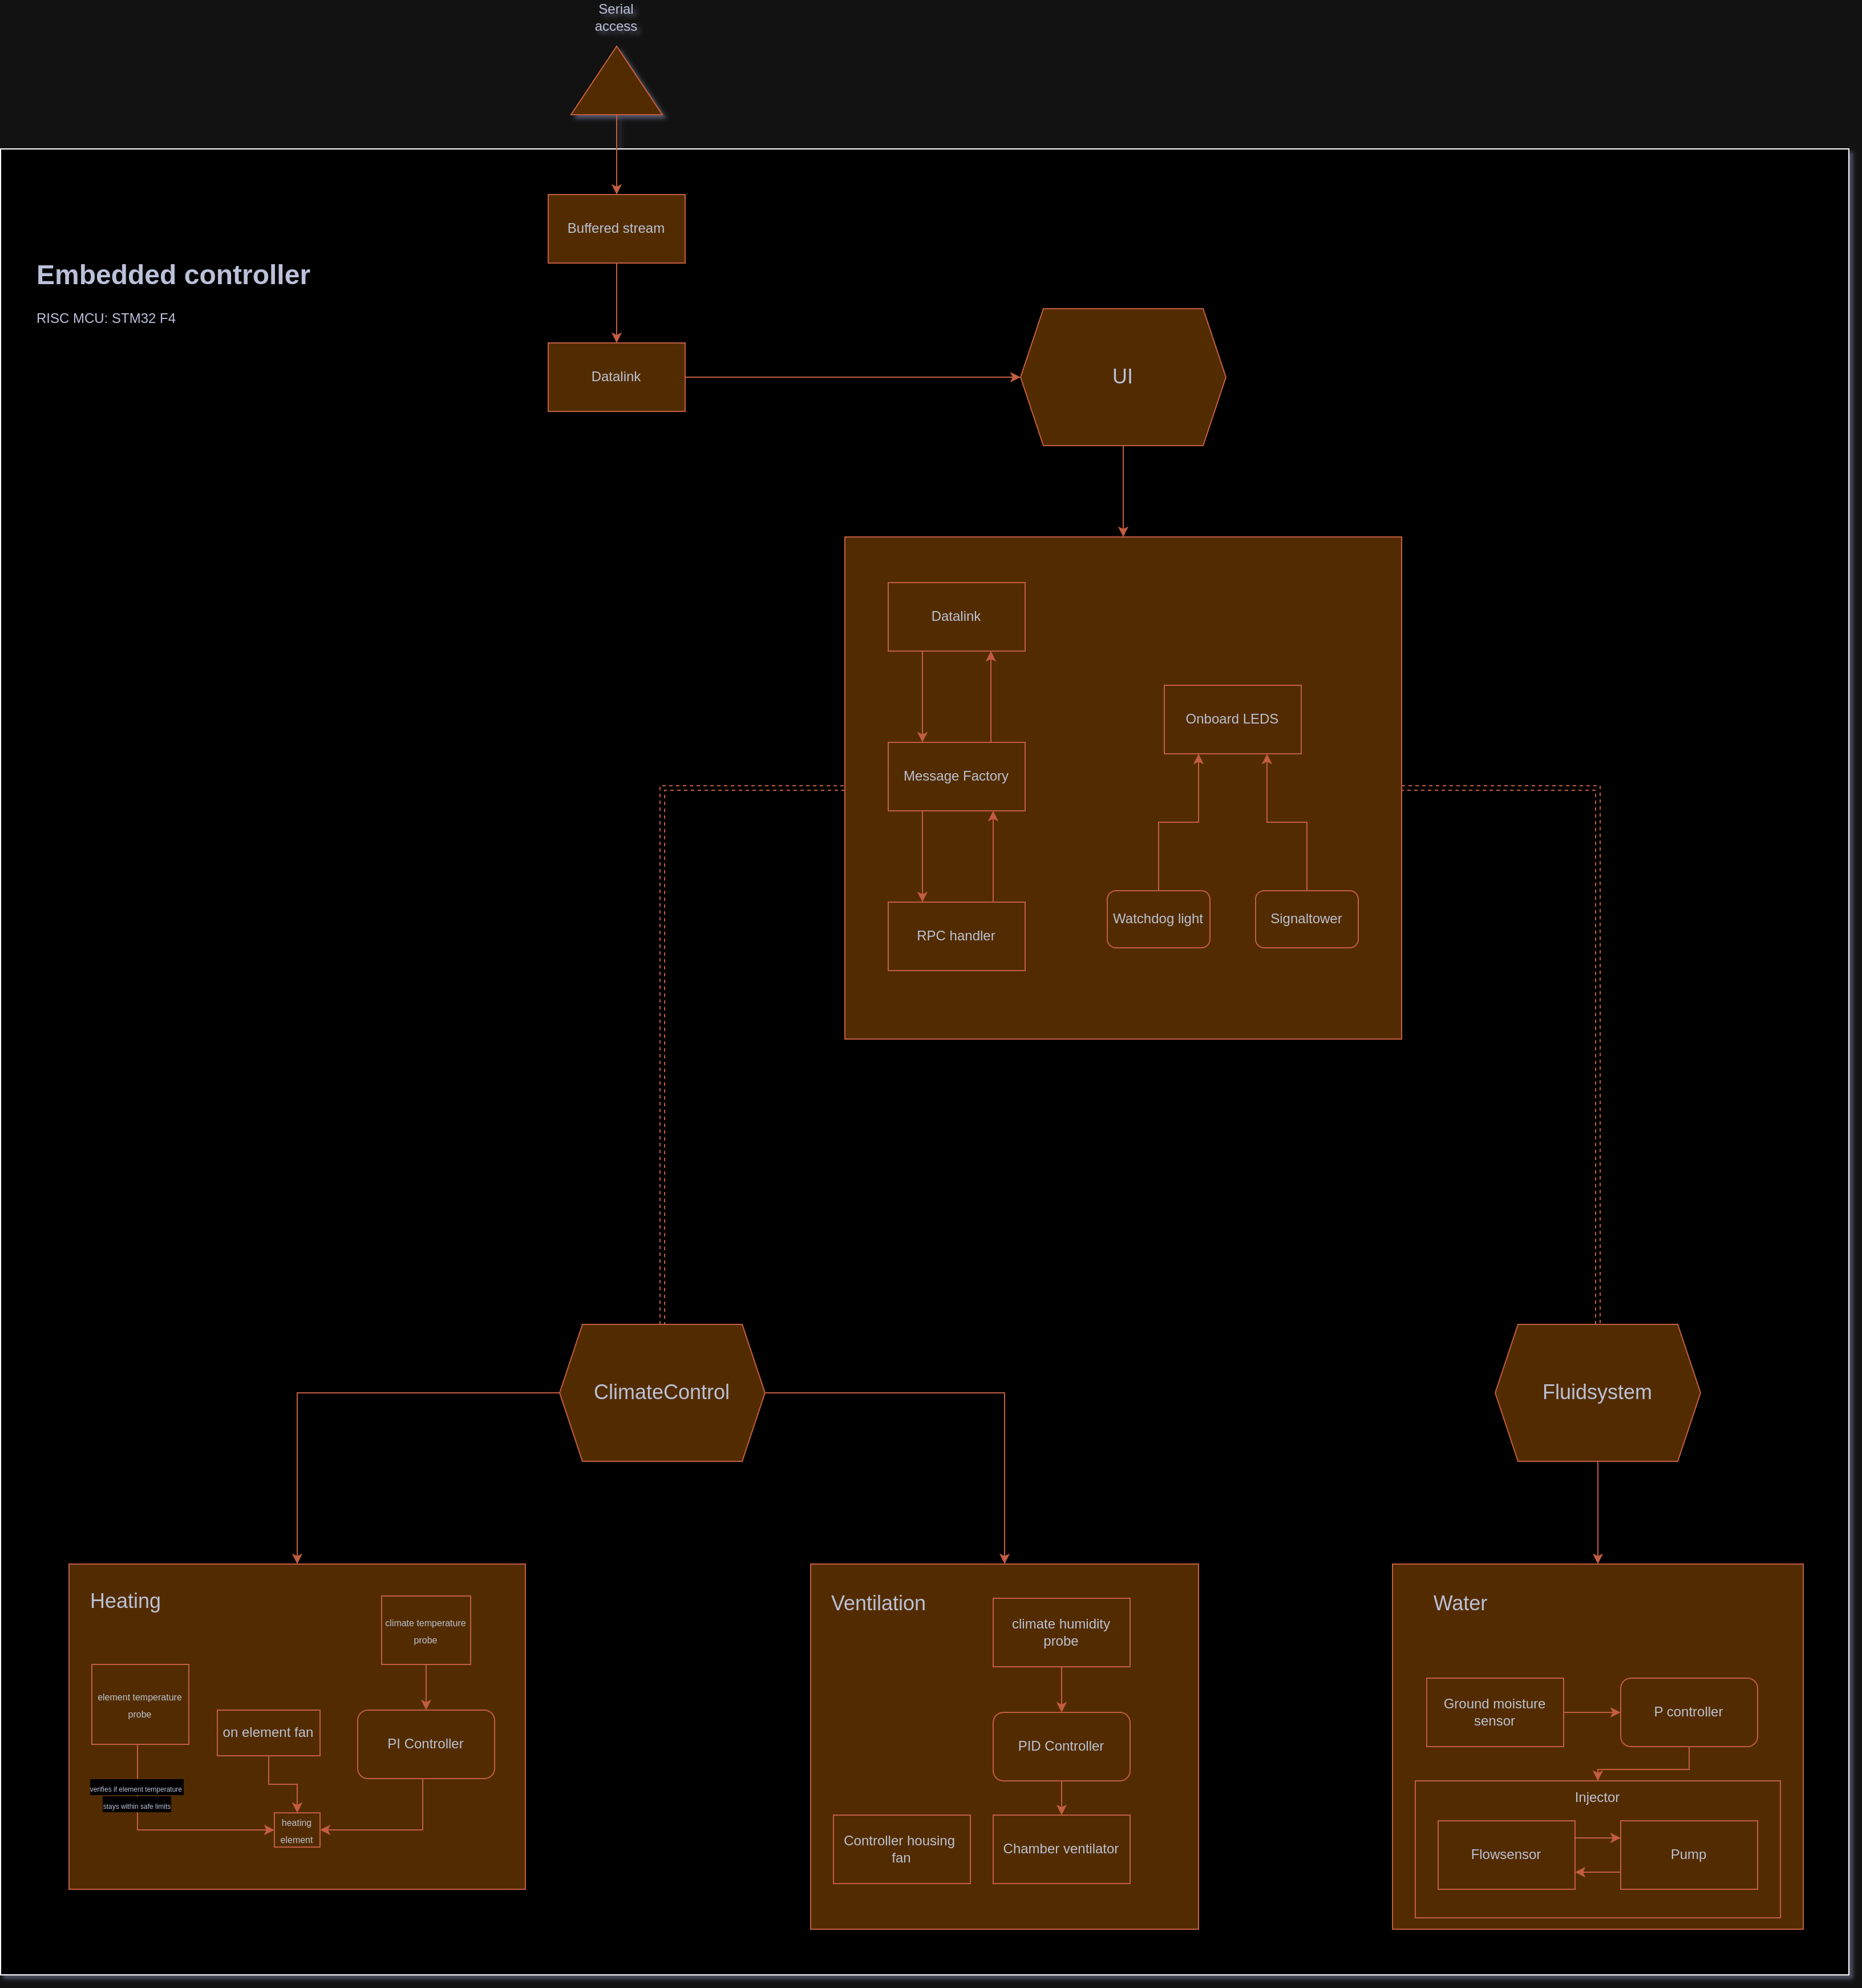 Serial
access
Buffered stream
Embedded controller
RISC MCU: STM32 F4
Datalink
UI
Datalink
Onboard LEDS
Message Factory
Watchdog light
Signaltower
RPC handler
ClimateControl
Fluidsystem
Heating
climate temperature
probe
element temperature
probe
on element fan
PI Controller
verifies if element temperature
stays within safe limits
heating
element
Ventilation
climate humidity
probe
PID Controller
Controller housing
fan
Chamber ventilator
Water
Ground moisture
sensor
P controller
Injector
Flowsensor
Pump